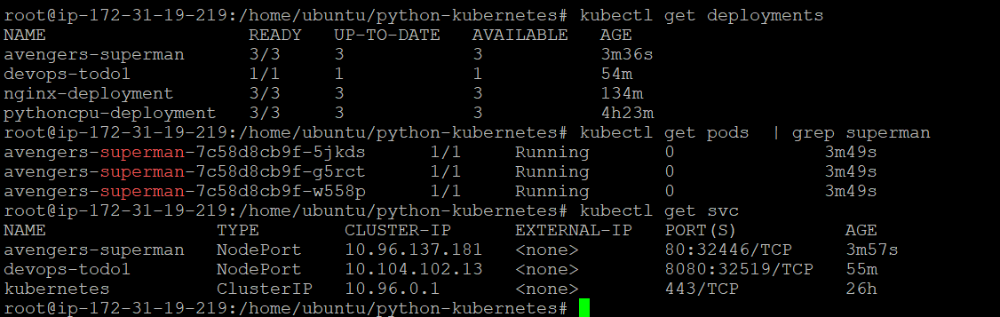 root@ip-172-31-19-219:/home/ubuntu/python-kubernetes# kubectl get deployments
NAME                   READY   UP-TO-DATE   AVAILABLE   AGE
avengers-superman      3/3     3            3           3m36s
devops-todo1           1/1     1            1           54m
nginx-deployment       3/3     3            3           134m
pythoncpu-deployment   3/3     3            3           4h23m
root@ip-172-31-19-219:/home/ubuntu/python-kubernetes# kubectl get pods  | grep superman
avengers-superman-7c58d8cb9f-5jkds      1/1     Running       0              3m49s
avengers-superman-7c58d8cb9f-g5rct      1/1     Running       0              3m49s
avengers-superman-7c58d8cb9f-w558p      1/1     Running       0              3m49s
root@ip-172-31-19-219:/home/ubuntu/python-kubernetes# kubectl get svc
NAME                TYPE        CLUSTER-IP      EXTERNAL-IP   PORT(S)          AGE
avengers-superman   NodePort    10.96.137.181   <none>        80:32446/TCP     3m57s
devops-todo1        NodePort    10.104.102.13   <none>        8080:32519/TCP   55m
kubernetes          ClusterIP   10.96.0.1       <none>        443/TCP          26h
root@ip-172-31-19-219:/home/ubuntu/python-kubernetes#